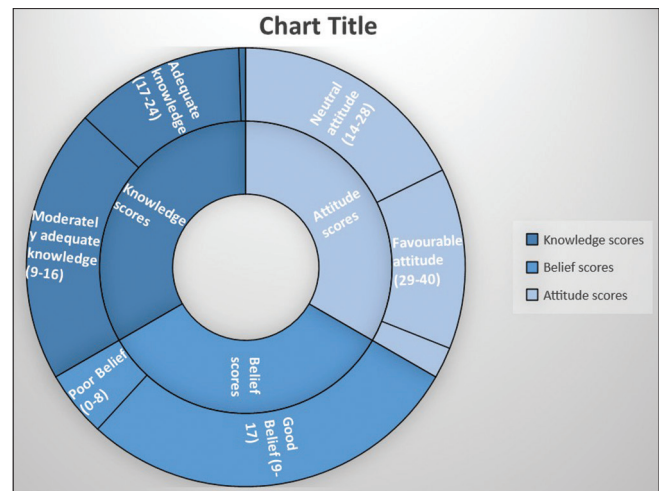 Chart Title
Adequate
knowledge
(17-24)
Neutral
attitude
(14-28)
Knowledge
scores
Attitude
scores
Moderatel
y adequate
knowledge
(9-16)
Favourable
attitude
(29-40)
Knowledge scores
Belief scores
Attitude scores
Belief
scores
Poor Belief
(0-8)
Good
Belief (9-
17)